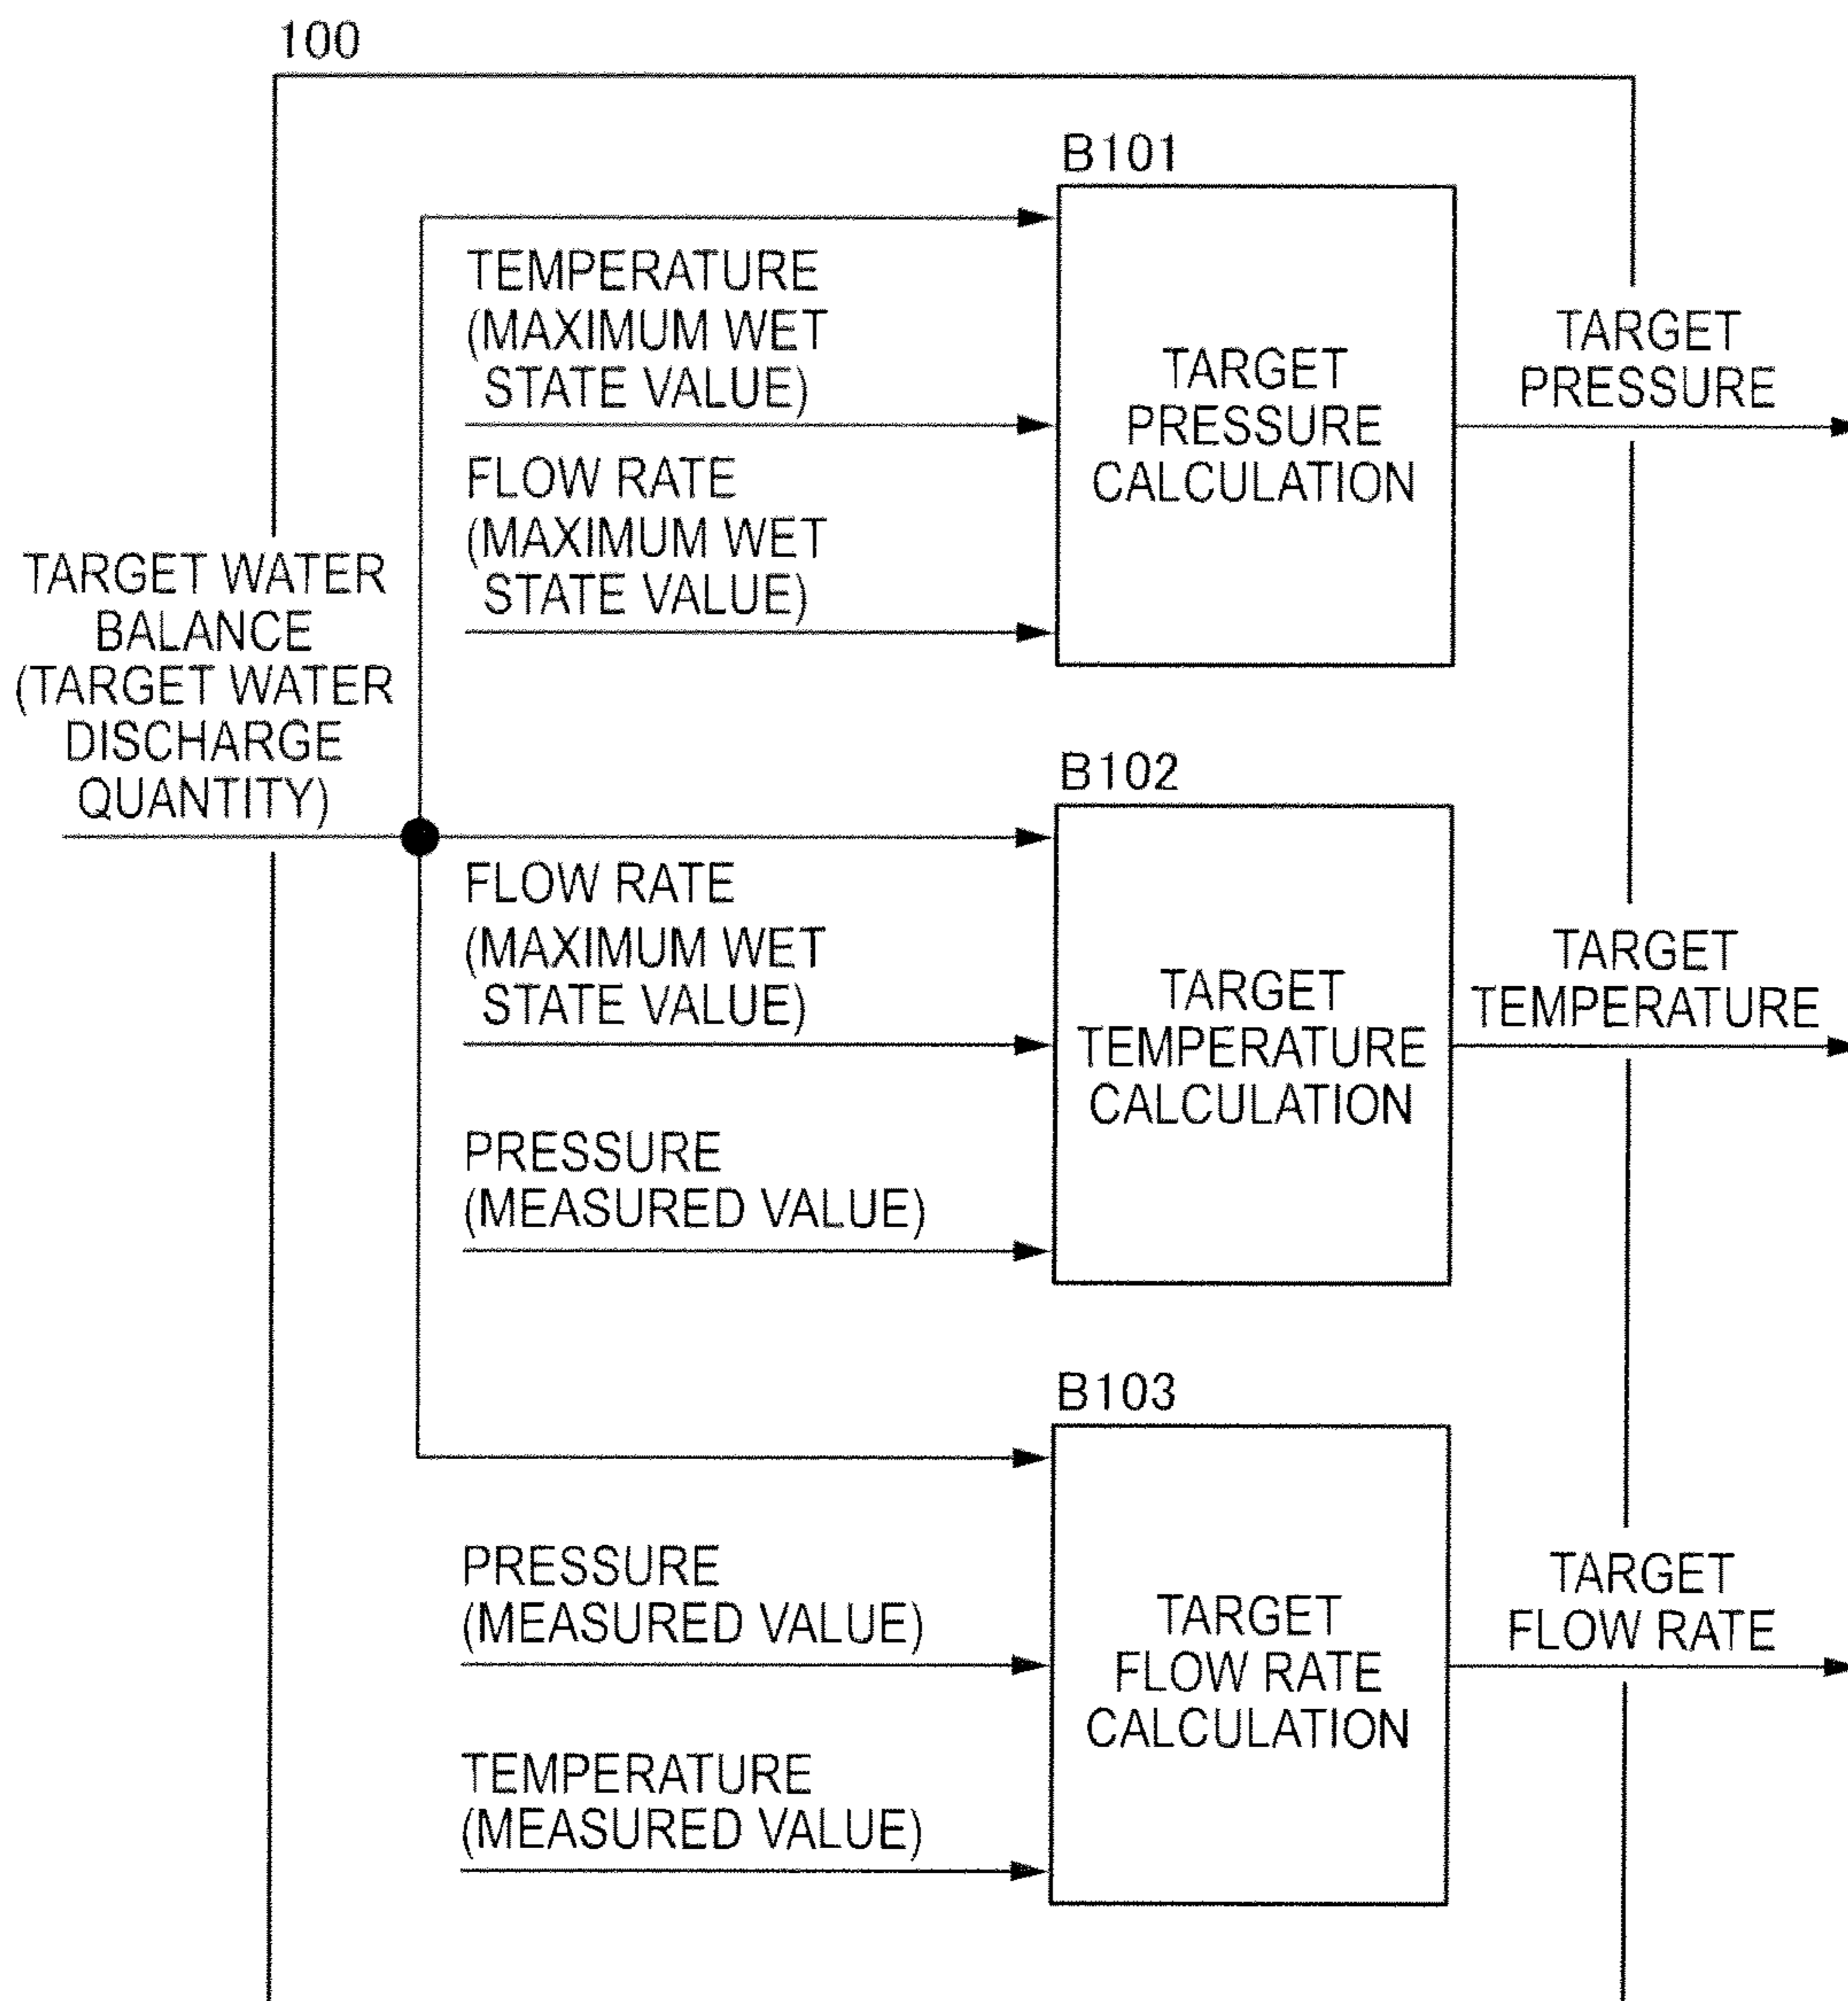 100
B101
TEMPERATURE
(MAXIMUM WET
STATE VALUE)
FLOW RATE
(MAXIMUM WET
STATE VALUE)
TARGET
PRESSURE
CALCULATION
TARGET
PRESSURE
TARGET WATER
BALANCE
(TARGET WATER
DISCHARGE
QUANTITY)
B102
FLOW RATE
(MAXIMUM WET
STATE VALUE)
PRESSURE
(MEASURED VALUE)
TARGET
TEMPERATURE
CALCULATION
TARGET
TEMPERATURE
B103
PRESSURE
(MEASURED VALUE)
TEMPERATURE
(MEASURED VALUE)
TARGET
FLOW RATE
CALCULATION
TARGET
FLOW RATE